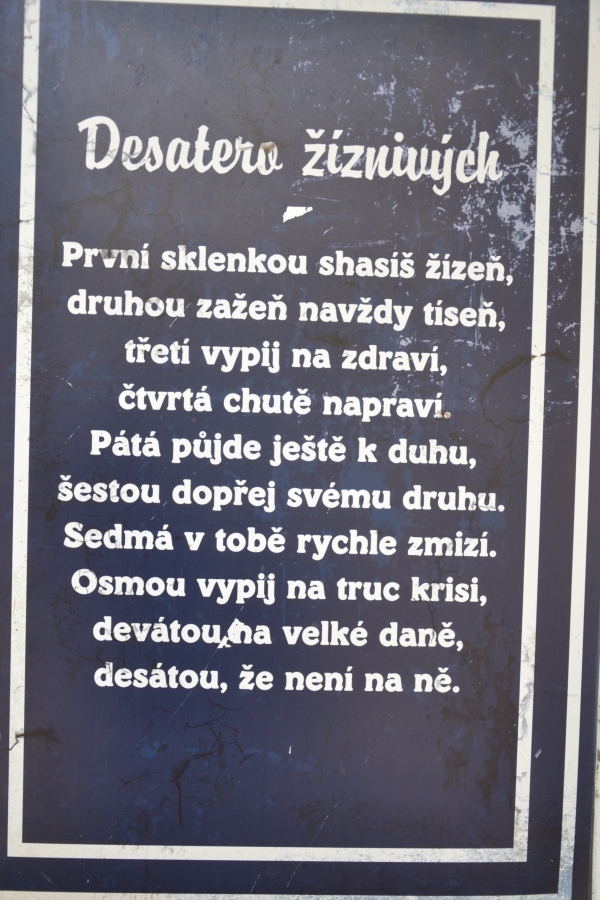 Desatero žíznivých
První sklenkou shasíš žízeň,
druhou zažeň navždy tíseň,
třetí vypij na zdraví,
čtvrtá chutě napraví.
Pátá půjde ještě k duhu,
šestou dopřej svému druhu.
Sedmá v tobě rychle zmizí.
Osmou vypij na truc krisi,
devátou na velké daně,
desátou, že není na ně.